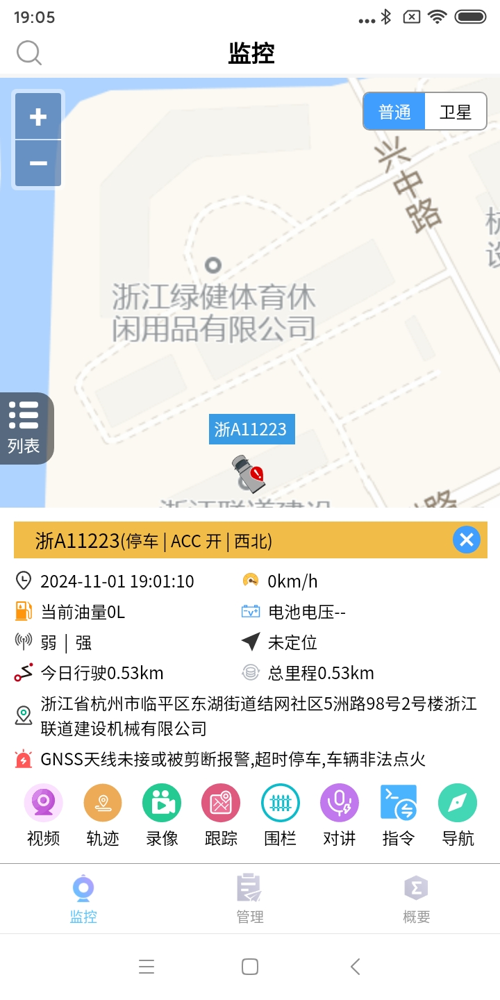 19:05
监控
+
普通
卫星
−
兴中路
杭
设
浙江绿健体育休
闲用品有限公司
列表
浙A11223
浙江联道建设
路
浙A11223(停车 | ACC 开 | 西北)
2024-11-01 19:01:10
0km/h
当前油量0L
电池电压--
弱 | 强
未定位
今日行驶0.53km
总里程0.53km
浙江省杭州市临平区东湖街道结网社区5洲路98号2号楼浙江
联道建设机械有限公司
GNSS天线未接或被剪断报警,超时停车,车辆非法点火
视频
轨迹
录像
跟踪
围栏
对讲
指令
导航
监控
管理
概要